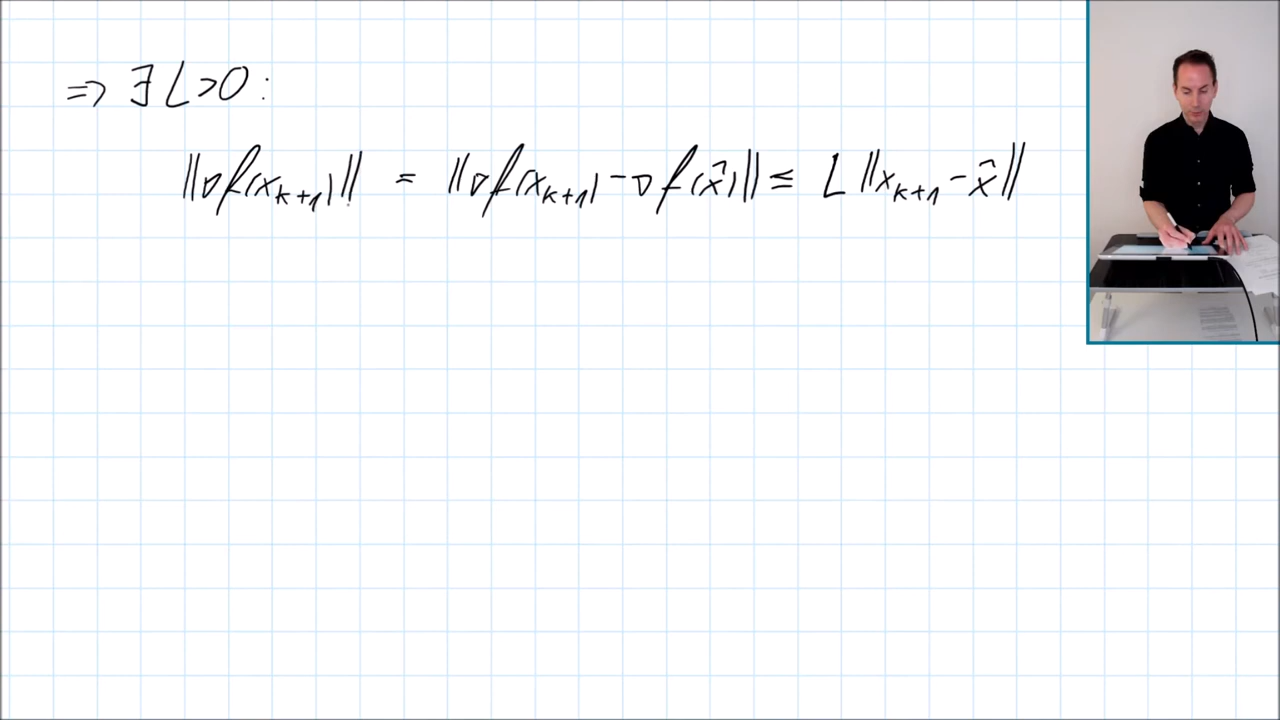 ⇒ ∃ L > 0 :
‖∇f(x_{k+1})‖ = ‖∇f(x_{k+1}) − ∇f(x̂)‖ ≤ L ‖x_{k+1} − x̂‖